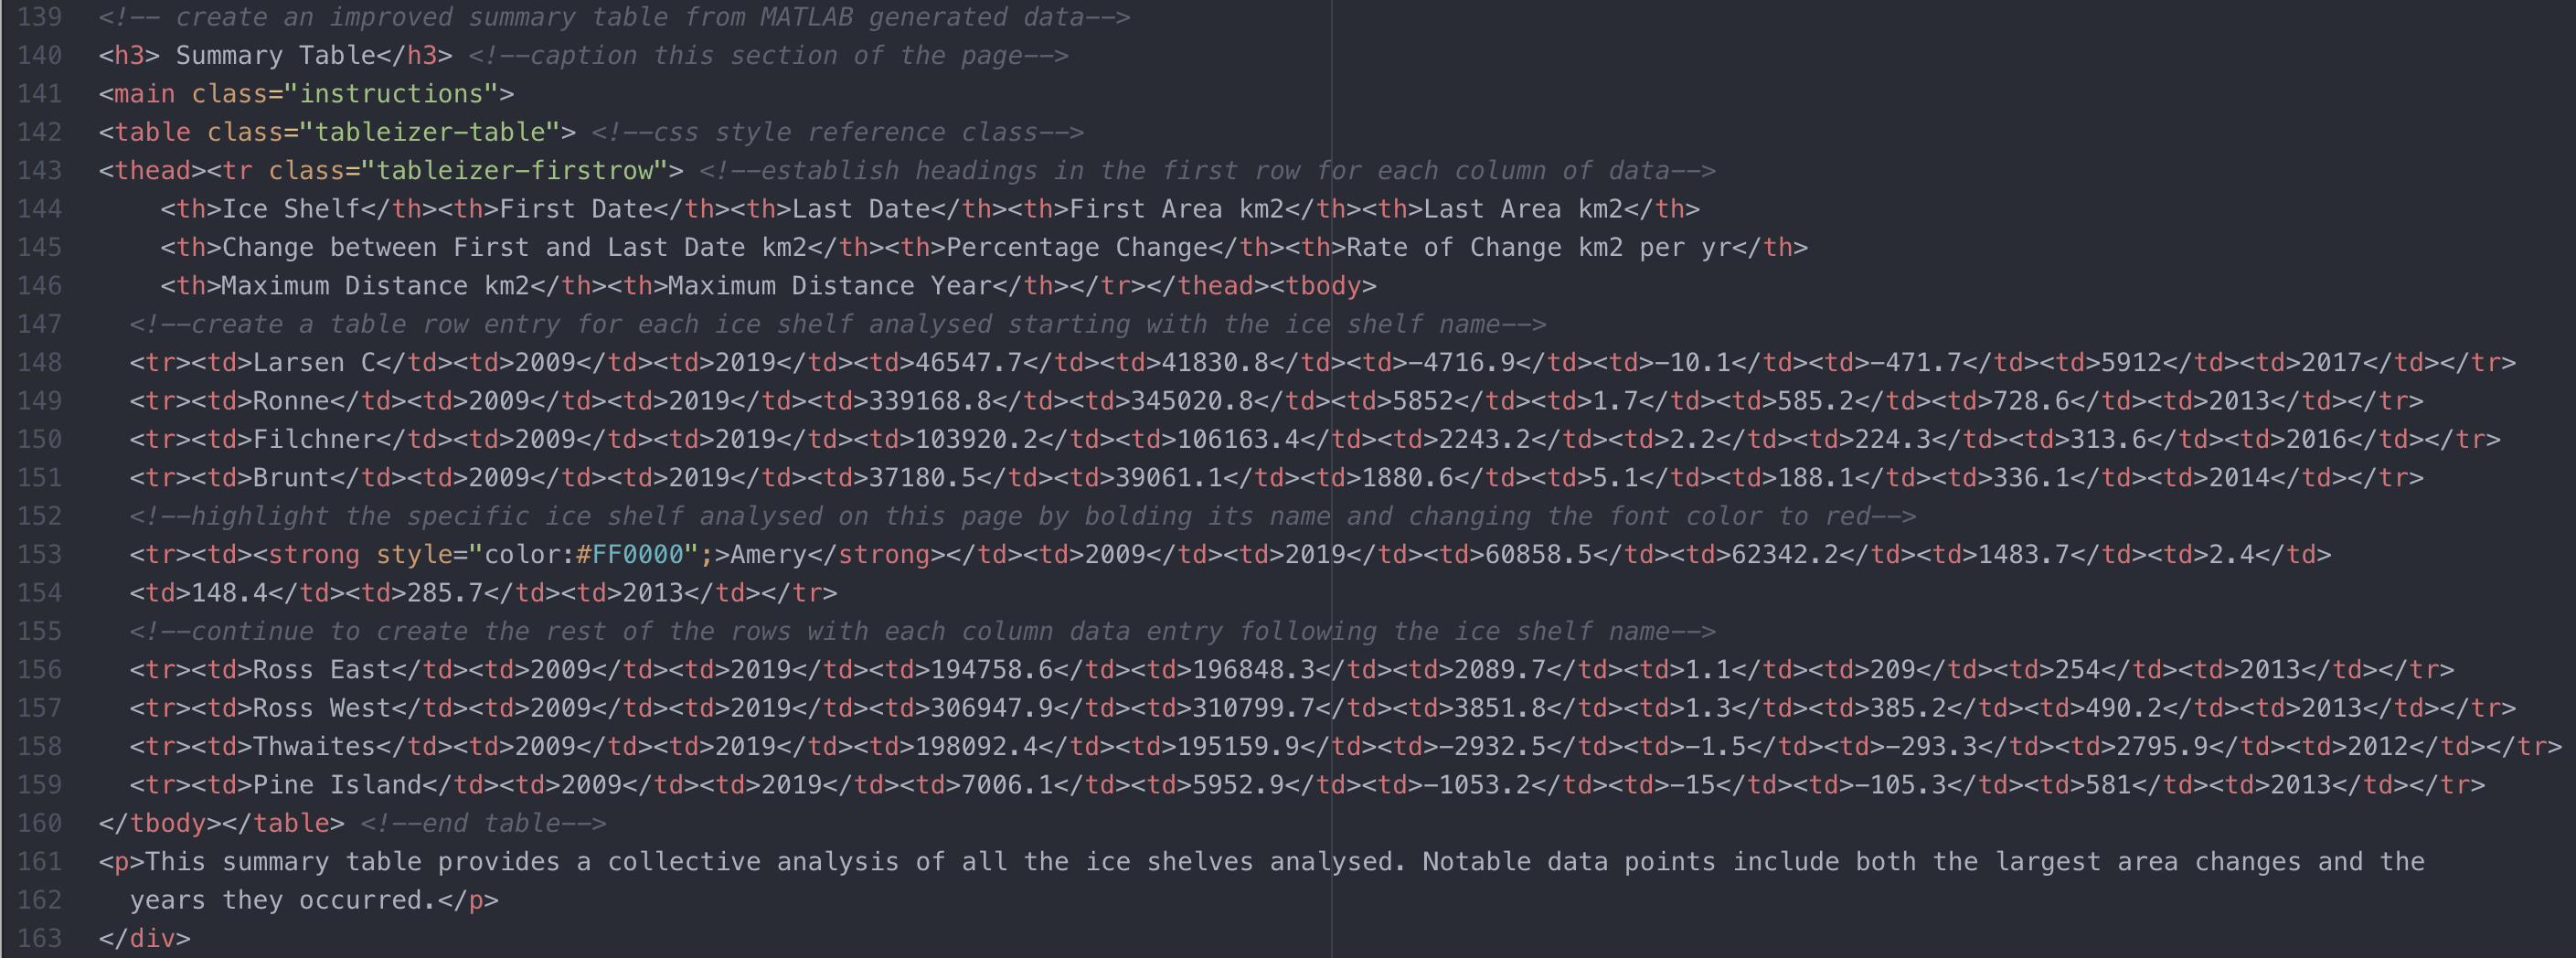 139 <!-- create an improved summary table from MATLAB generated data-->
140 <h3> Summary Table</h3> <!--caption this section of the page-->
141 <main class="instructions">
142 <table class="tableizer-table"> <!--css style reference class-->
143 <thead><tr class="tableizer-firstrow"> <!--establish headings in the first row for each column of data-->
144 <th>Ice Shelf</th><th>First Date</th><th>Last Date</th><th>First Area km2</th><th>Last Area km2</th>
145 <th>Change between First and Last Date km2</th><th>Percentage Change</th><th>Rate of Change km2 per yr</th>
146 <th>Maximum Distance km2</th><th>Maximum Distance Year</th></tr></thead><tbody>
147 <!--create a table row entry for each ice shelf analysed starting with the ice shelf name-->
148 <tr><td>Larsen C</td><td>2009</td><td>2019</td><td>46547.7</td><td>41830.8</td><td>-4716.9</td><td>-10.1</td><td>-471.7</td><td>5912</td><td>2017</td></tr>
149 <tr><td>Ronne</td><td>2009</td><td>2019</td><td>339168.8</td><td>345020.8</td><td>5852</td><td>1.7</td><td>585.2</td><td>728.6</td><td>2013</td></tr>
150 <tr><td>Filchner</td><td>2009</td><td>2019</td><td>103920.2</td><td>106163.4</td><td>2243.2</td><td>2.2</td><td>224.3</td><td>313.6</td><td>2016</td></tr>
151 <tr><td>Brunt</td><td>2009</td><td>2019</td><td>37180.5</td><td>39061.1</td><td>1880.6</td><td>5.1</td><td>188.1</td><td>336.1</td><td>2014</td></tr>
152 <!--highlight the specific ice shelf analysed on this page by bolding its name and changing the font color to red-->
153 <tr><td><strong style="color:#FF0000";>Amery</strong></td><td>2009</td><td>2019</td><td>60858.5</td><td>62342.2</td><td>1483.7</td><td>2.4</td>
154 <td>148.4</td><td>285.7</td><td>2013</td></tr>
155 <!--continue to create the rest of the rows with each column data entry following the ice shelf name-->
156 <tr><td>Ross East</td><td>2009</td><td>2019</td><td>194758.6</td><td>196848.3</td><td>2089.7</td><td>1.1</td><td>209</td><td>254</td><td>2013</td></tr>
157 <tr><td>Ross West</td><td>2009</td><td>2019</td><td>306947.9</td><td>310799.7</td><td>3851.8</td><td>1.3</td><td>385.2</td><td>490.2</td><td>2013</td></tr>
158 <tr><td>Thwaites</td><td>2009</td><td>2019</td><td>198092.4</td><td>195159.9</td><td>-2932.5</td><td>-1.5</td><td>-293.3</td><td>2795.9</td><td>2012</td></tr>
159 <tr><td>Pine Island</td><td>2009</td><td>2019</td><td>7006.1</td><td>5952.9</td><td>-1053.2</td><td>-15</td><td>-105.3</td><td>581</td><td>2013</td></tr>
160 </tbody></table> <!--end table-->
161 <p>This summary table provides a collective analysis of all the ice shelves analysed. Notable data points include both the largest area changes and the
162 years they occurred.</p>
163 </div>